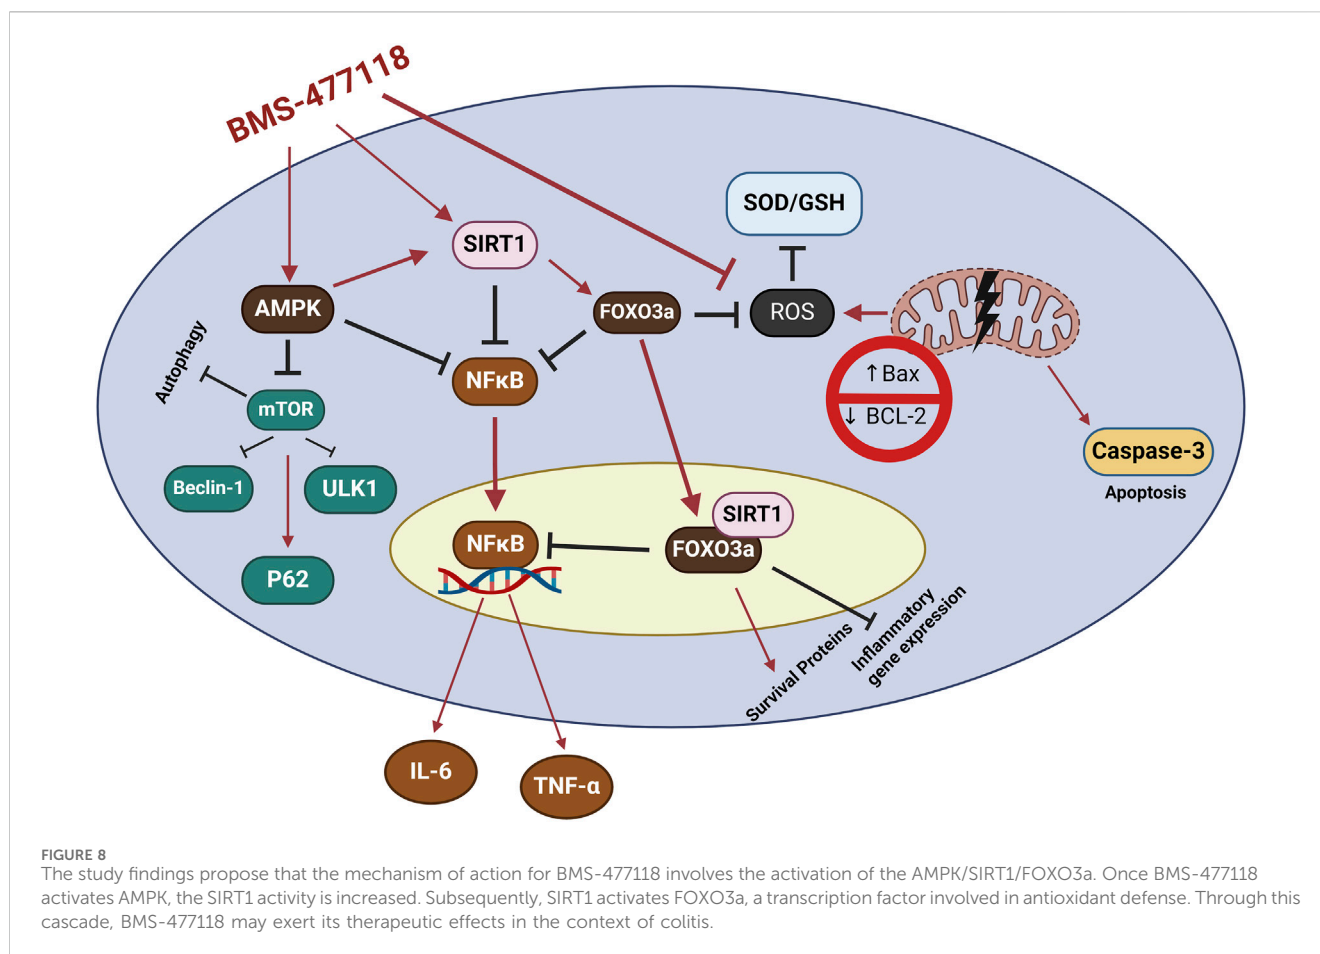 BMS-477118
SOD/GSH
SIRT1
AMPK
FOXO3a
ROS
Autophagy
NFκB
↑Bax
↓ BCL-2
mTOR
Caspase-3
Apoptosis
Beclin-1
ULK1
SIRT1
NFκB
FOXO3a
P62
Survival Proteins
Inflammatory
gene expression
IL-6
TNF-α
FIGURE 8
The study findings propose that the mechanism of action for BMS-477118 involves the activation of the AMPK/SIRT1/FOXO3a. Once BMS-477118
activates AMPK, the SIRT1 activity is increased. Subsequently, SIRT1 activates FOXO3a, a transcription factor involved in antioxidant defense. Through this
cascade, BMS-477118 may exert its therapeutic effects in the context of colitis.